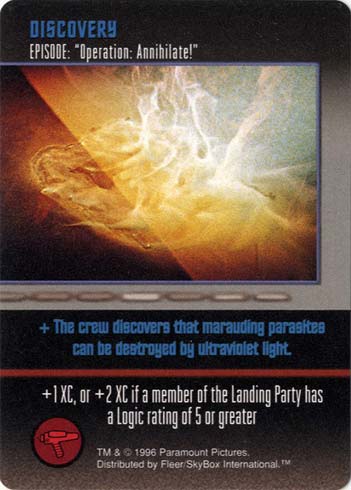 DISCOVERY
EPISODE: "Operation: Annihilate!"
+ The crew discovers that marauding parasites
can be destroyed by ultraviolet light.
+1 XC, or +2 XC if a member of the Landing Party has
a Logic rating of 5 or greater
TM & © 1996 Paramount Pictures.
Distributed by Fleer/SkyBox International.™